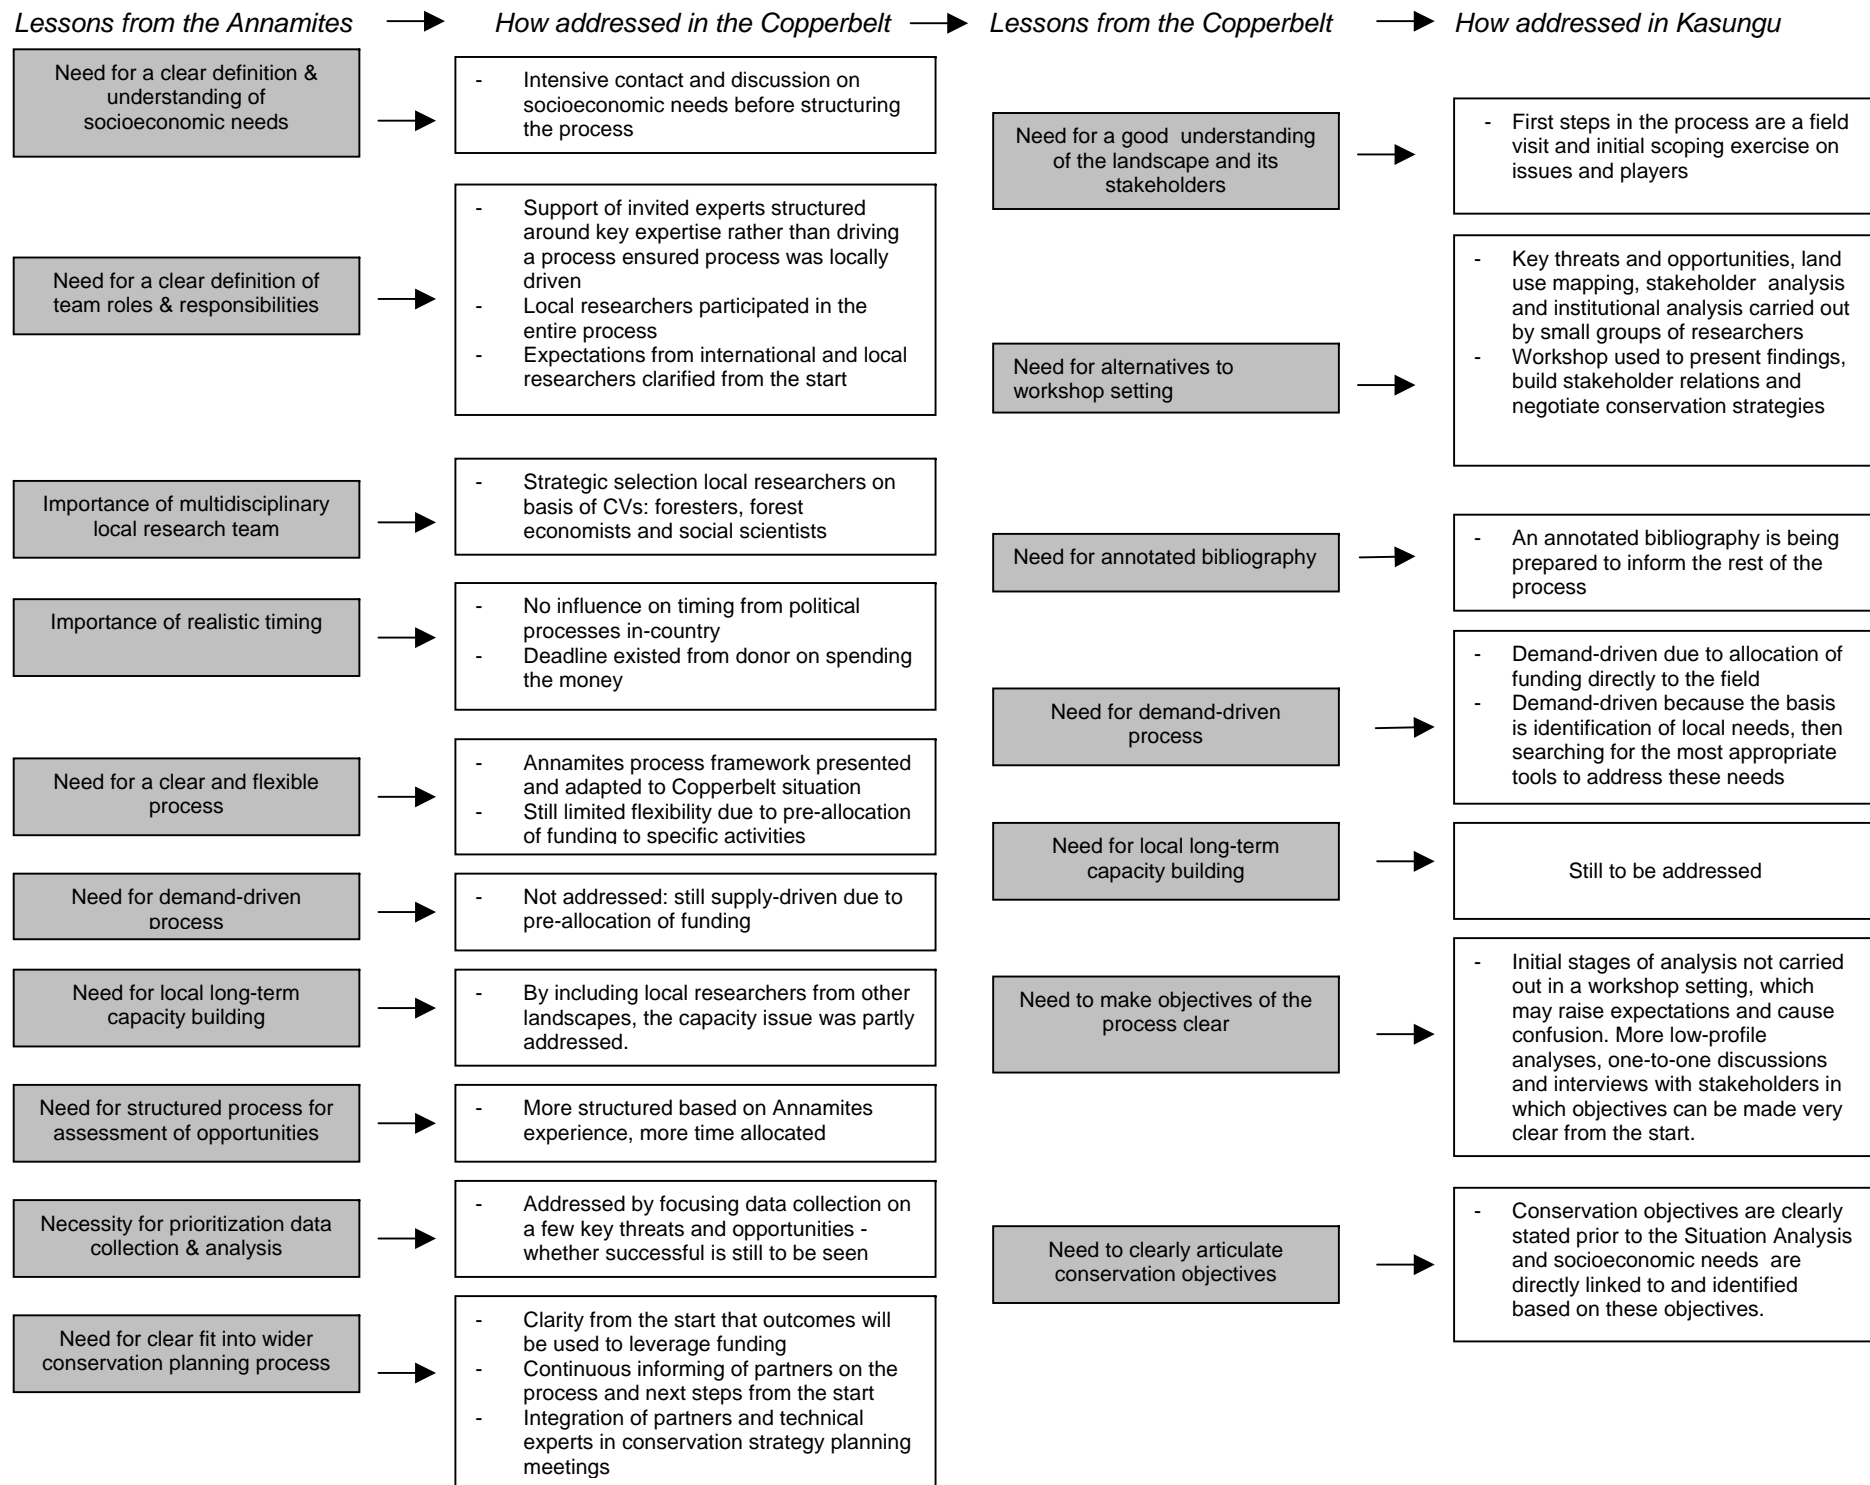 Lessons from the Annamites
How addressed in the Copperbelt
Lessons from the Copperbelt
How addressed in Kasungu
Need for a clear definition &
understanding of
socioeconomic needs
- Intensive contact and discussion on
socioeconomic needs before structuring
the process
Need for a clear definition of
team roles & responsibilities
- Support of invited experts structured
around key expertise rather than driving
a process ensured process was locally
driven
- Local researchers participated in the
entire process
- Expectations from international and local
researchers clarified from the start
Importance of multidisciplinary
local research team
- Strategic selection local researchers on
basis of CVs: foresters, forest
economists and social scientists
Importance of realistic timing
- No influence on timing from political
processes in-country
- Deadline existed from donor on spending
the money
Need for a clear and flexible
process
- Annamites process framework presented
and adapted to Copperbelt situation
- Still limited flexibility due to pre-allocation
of funding to specific activities
Need for demand-driven
process
- Not addressed: still supply-driven due to
pre-allocation of funding
Need for local long-term
capacity building
- By including local researchers from other
landscapes, the capacity issue was partly
addressed.
Need for structured process for
assessment of opportunities
- More structured based on Annamites
experience, more time allocated
Necessity for prioritization data
collection & analysis
- Addressed by focusing data collection on
a few key threats and opportunities -
whether successful is still to be seen
Need for clear fit into wider
conservation planning process
- Clarity from the start that outcomes will
be used to leverage funding
- Continuous informing of partners on the
process and next steps from the start
- Integration of partners and technical
experts in conservation strategy planning
meetings
Need for a good understanding
of the landscape and its
stakeholders
- First steps in the process are a field
visit and initial scoping exercise on
issues and players
Need for alternatives to
workshop setting
- Key threats and opportunities, land
use mapping, stakeholder analysis
and institutional analysis carried out
by small groups of researchers
- Workshop used to present findings,
build stakeholder relations and
negotiate conservation strategies
Need for annotated bibliography
- An annotated bibliography is being
prepared to inform the rest of the
process
Need for demand-driven
process
- Demand-driven due to allocation of
funding directly to the field
- Demand-driven because the basis
is identification of local needs, then
searching for the most appropriate
tools to address these needs
Need for local long-term
capacity building
Still to be addressed
Need to make objectives of the
process clear
- Initial stages of analysis not carried
out in a workshop setting, which
may raise expectations and cause
confusion. More low-profile
analyses, one-to-one discussions
and interviews with stakeholders in
which objectives can be made very
clear from the start.
Need to clearly articulate
conservation objectives
- Conservation objectives are clearly
stated prior to the Situation Analysis
and socioeconomic needs are
directly linked to and identified
based on these objectives.